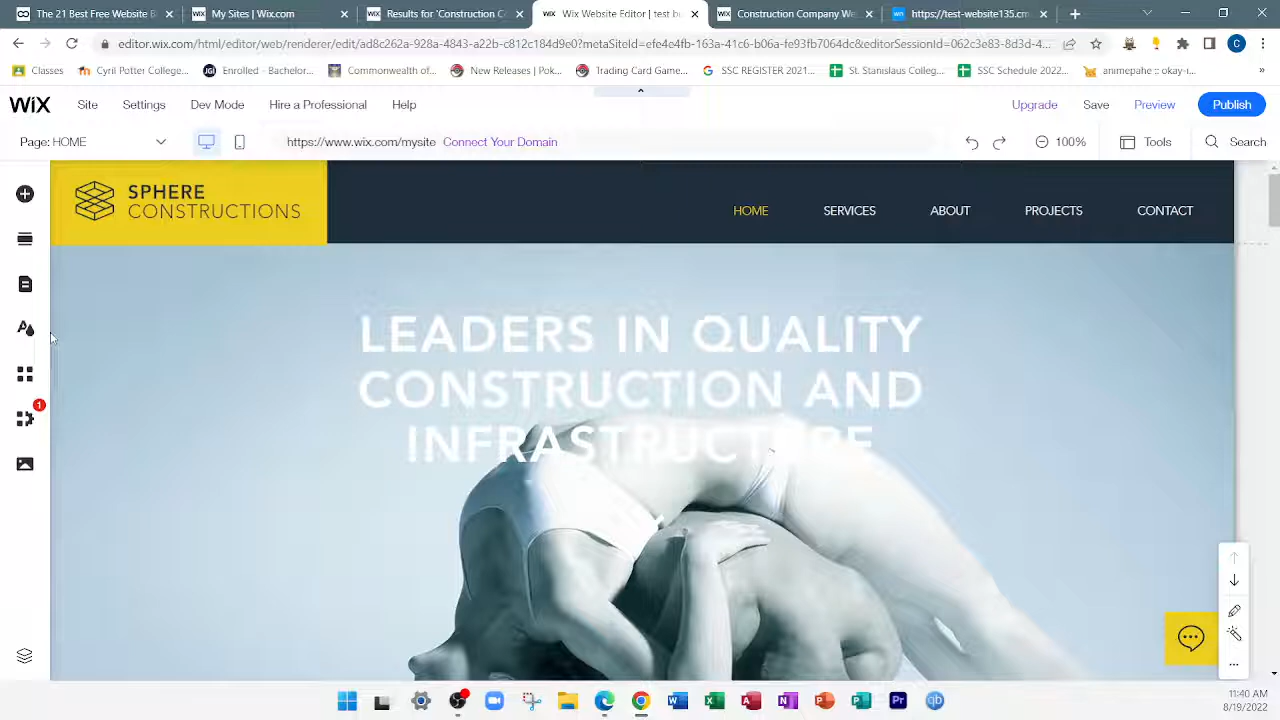 The 21 Best Free Website C
My Sites | Wix.com
Results for 'Construction C
Wix Website Editor | test bu
Construction Company We
https://test-website135.cm
editor.wix.com/html/editor/web/renderer/edit/ad8c262a-928a-49f3-a22b-c812c184d9e0?metaSiteId=efe4e4fb-163a-41c6-b06a-fe93fb7064dc&editorSessionId=062c3e83-8d3d-4...
Classes
Cyril Petter College...
Enrolled - Bachelor...
Commonwealth of...
New Releases | Pok...
Trading Card Game...
SSC REGISTER 2021...
St. Stanislaus Colleg...
SSC Schedule 2022...
animepahe :: okay-i...
WiX
Site
Settings
Dev Mode
Hire a Professional
Help
Upgrade
Save
Preview
Publish
Page: HOME
https://www.wix.com/mysite
Connect Your Domain
100%
Tools
Search
SPHERE
CONSTRUCTIONS
HOME
SERVICES
ABOUT
PROJECTS
CONTACT
LEADERS IN QUALITY
CONSTRUCTION AND
INFRASTRUCTURE
1
11:40 AM
8/19/2022